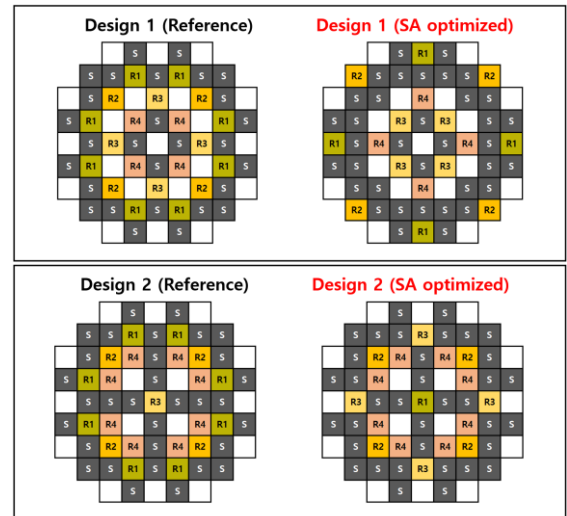 Design 1 (Reference)
S S
S S R1 S R1 S S
S R2 R3 R2 S
S R1 R4 S R4 R1 S
S R3 S S S R3 S
S R1 R4 S R4 R1 S
S R2 R3 R2 S
S S R1 S R1 S S
S S
Design 1 (SA optimized)
R1
R2 S S S S S R2
S S R4 S S
S S R3 S R3 S S
R1 S R4 S S R4 S R1
S S R3 S R3 S S
S S R4 S S
R2 S S S S S R2
R1
Design 2 (Reference)
S S
S S R1 S R1 S S
S R2 R4 S R4 R2 S
S R1 R4 S R4 R1 S
S S S R3 S S S
S R1 R4 S R4 R1 S
S R2 R4 S R4 R2 S
S S R1 S R1 S S
S S
Design 2 (SA optimized)
S S
S S S R3 S S S
S R2 R4 S R4 R2 S
S S R4 S R4 S S
R3 S S R1 S S R3
S S R4 S R4 S S
S R2 R4 S R4 R2 S
S S S R3 S S S
S S